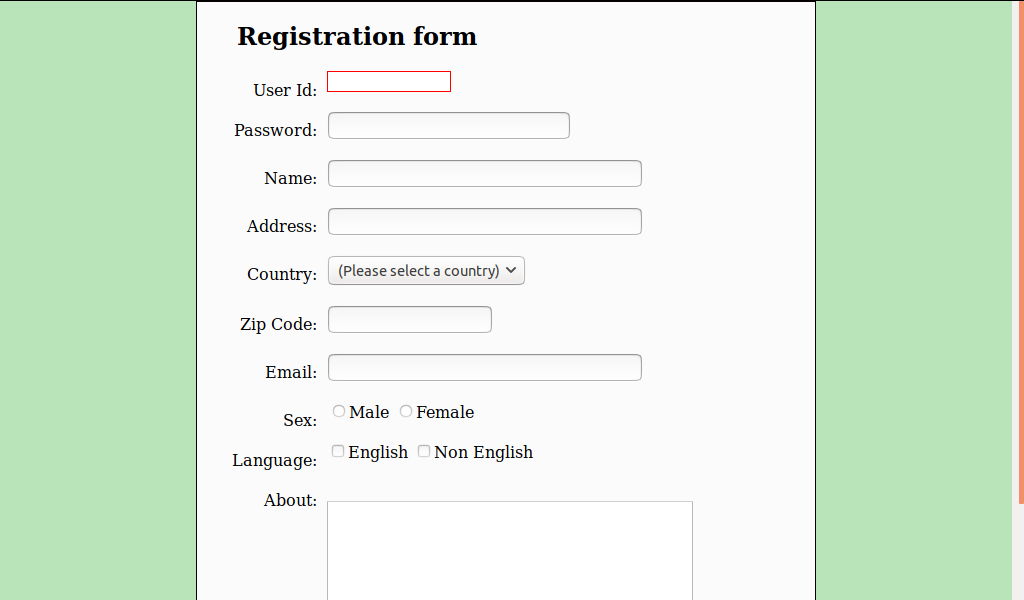 Registration form
User Id:
Password:
Name:
Address:
Country: (Please select a country)
Zip Code:
Email:
Sex: Male Female
Language: English Non English
About: